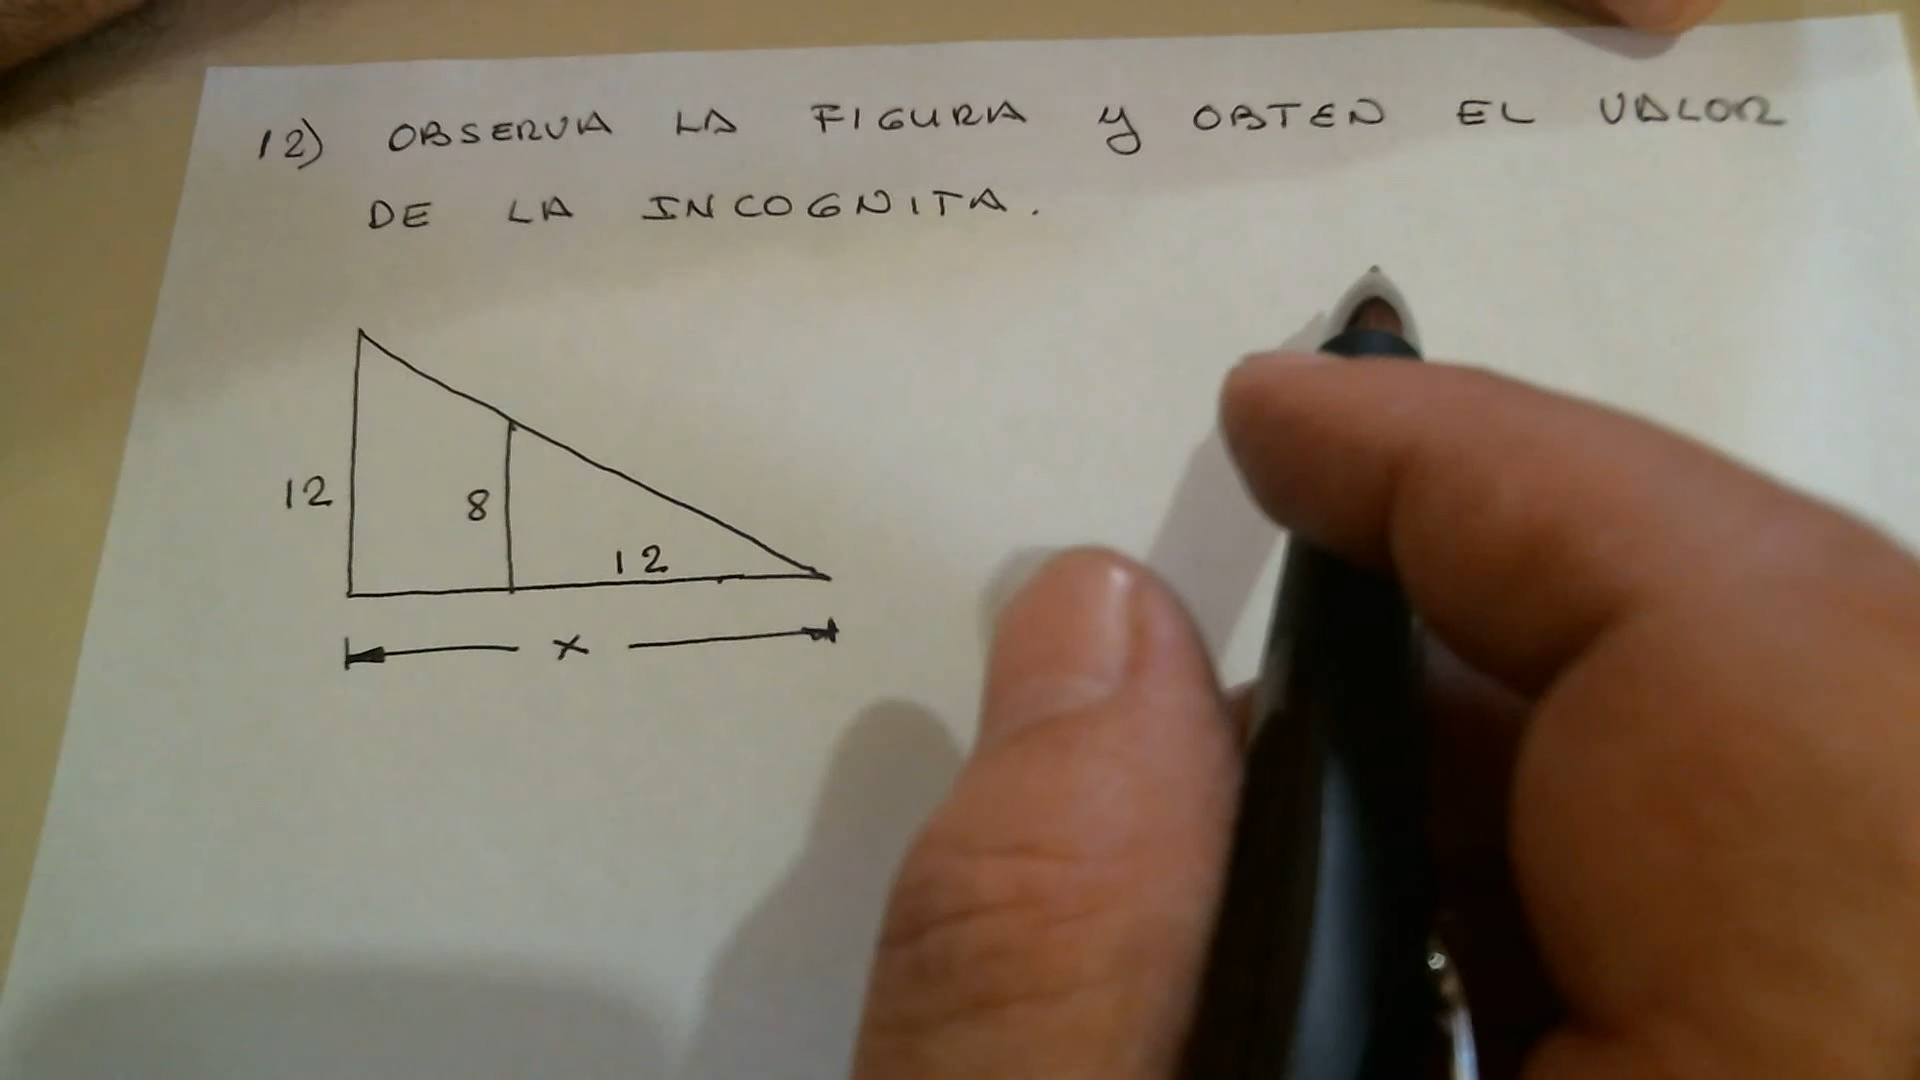 12) OBSERVA LA FIGURA y OBTEN EL VALOR
DE LA INCOGNITA.
12
8
12
x